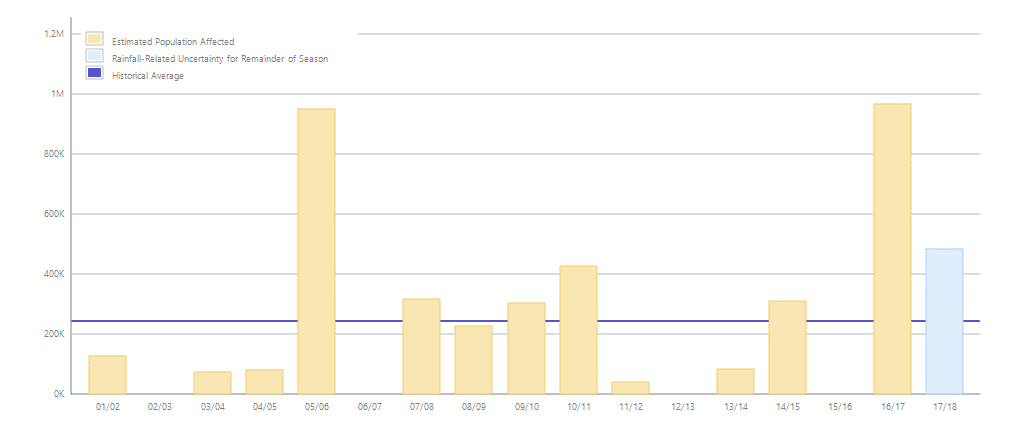 1.2M
Estimated Population Affected
Rainfall-Related Uncertainty for Remainder of Season
Historical Average
1M
800K
600K
400K
200K
0K
01/02 02/03 03/04 04/05 05/06 06/07 07/08 08/09 09/10 10/11 11/12 12/13 13/14 14/15 15/16 16/17 17/18